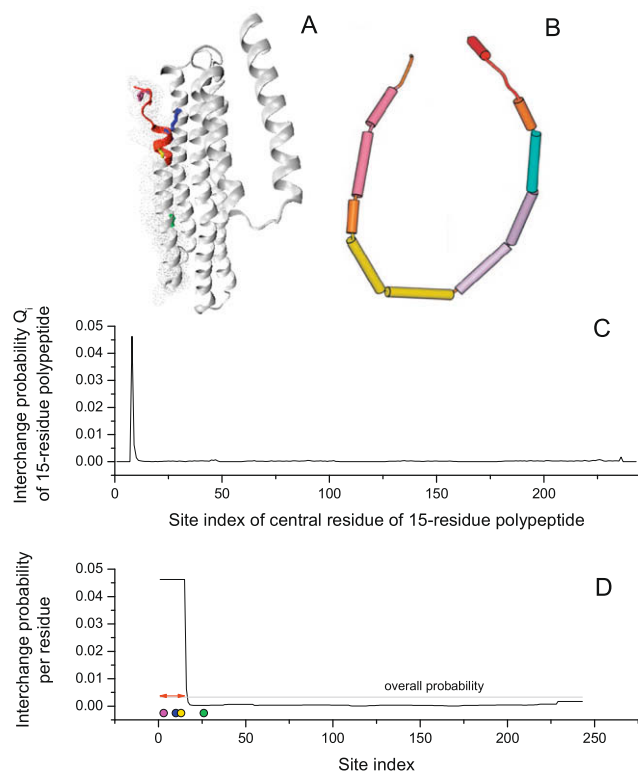 A
B
C
Interchange probability Qi
of 15-residue polypeptide
0.05
0.04
0.03
0.02
0.01
0.00
0
50
100
150
200
Site index of central residue of 15-residue polypeptide
D
Interchange probability
per residue
0.05
0.04
0.03
0.02
0.01
0.00
overall probability
0
50
100
150
200
250
Site index